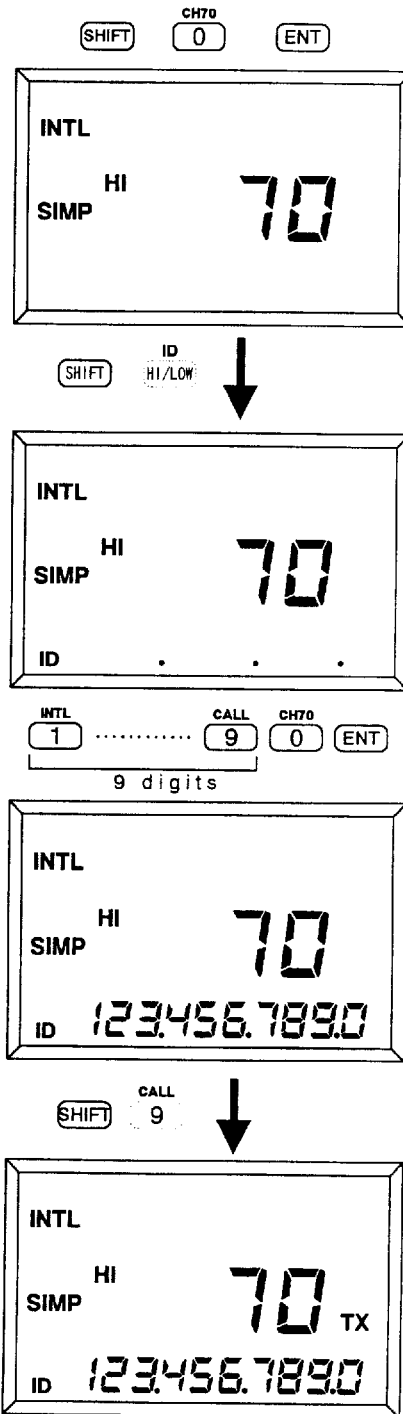 CH70
SHIFT 0 ENT
INTL
HI
SIMP 70
ID
SHIFT HI/LOW
INTL
HI
SIMP 70
ID . . .
INTL CALL CH70
1 ............ 9 0 ENT
9 digits
INTL
HI
SIMP 70
ID 123.456.789.0
CALL
SHIFT 9
INTL
HI
SIMP 70 TX
ID 123.456.789.0